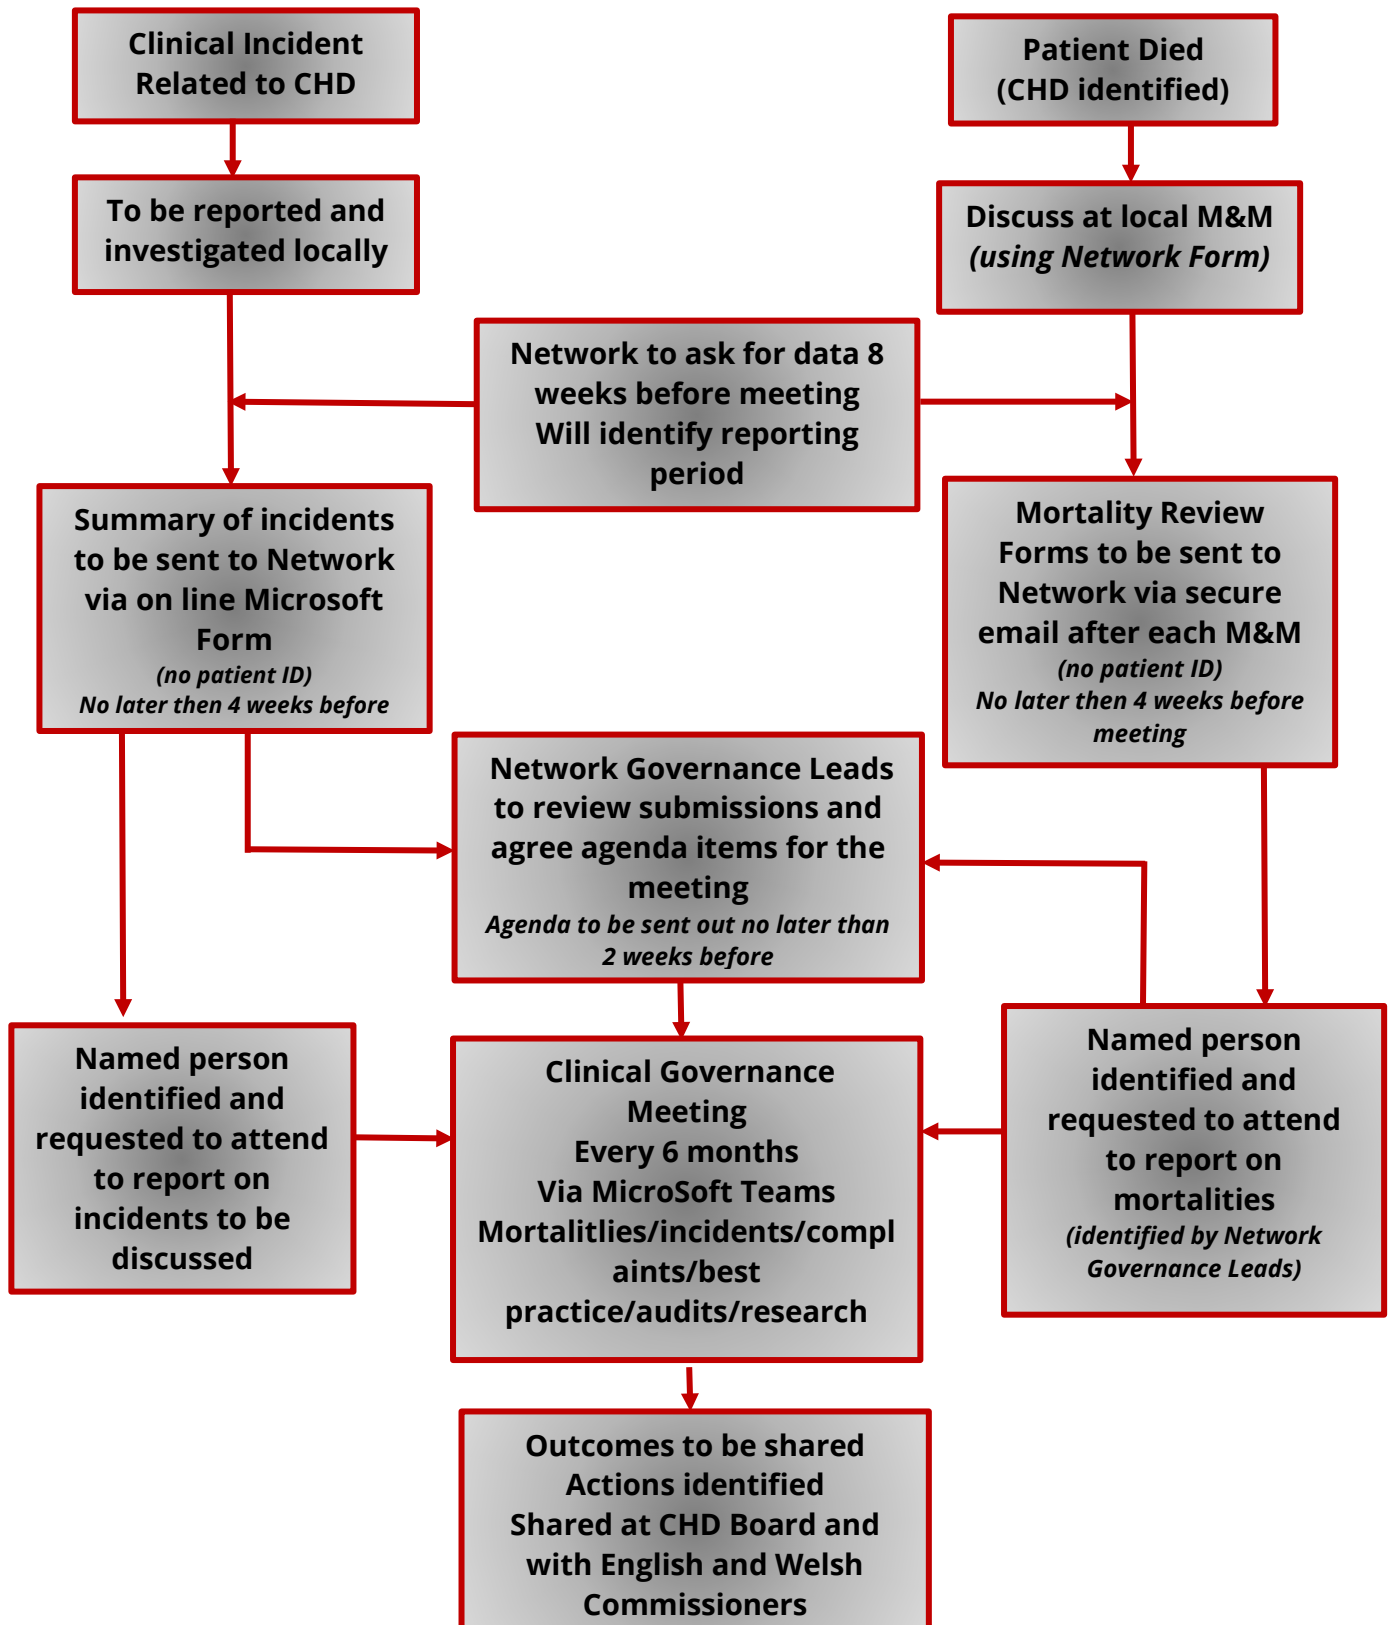 Clinical Incident
Related to CHD
Patient Died
(CHD identified)
To be reported and
investigated locally
Discuss at local M&M
(using Network Form)
Network to ask for data 8
weeks before meeting
Will identify reporting
period
Summary of incidents
to be sent to Network
via on line Microsoft
Form
(no patient ID)
No later then 4 weeks before
Mortality Review
Forms to be sent to
Network via secure
email after each M&M
(no patient ID)
No later then 4 weeks before
meeting
Network Governance Leads
to review submissions and
agree agenda items for the
meeting
Agenda to be sent out no later than
2 weeks before
Named person
identified and
requested to attend
to report on
incidents to be
discussed
Clinical Governance
Meeting
Every 6 months
Via MicroSoft Teams
Mortalitlies/incidents/compl
aints/best
practice/audits/research
Named person
identified and
requested to attend
to report on
mortalities
(identified by Network
Governance Leads)
Outcomes to be shared
Actions identified
Shared at CHD Board and
with English and Welsh
Commissioners